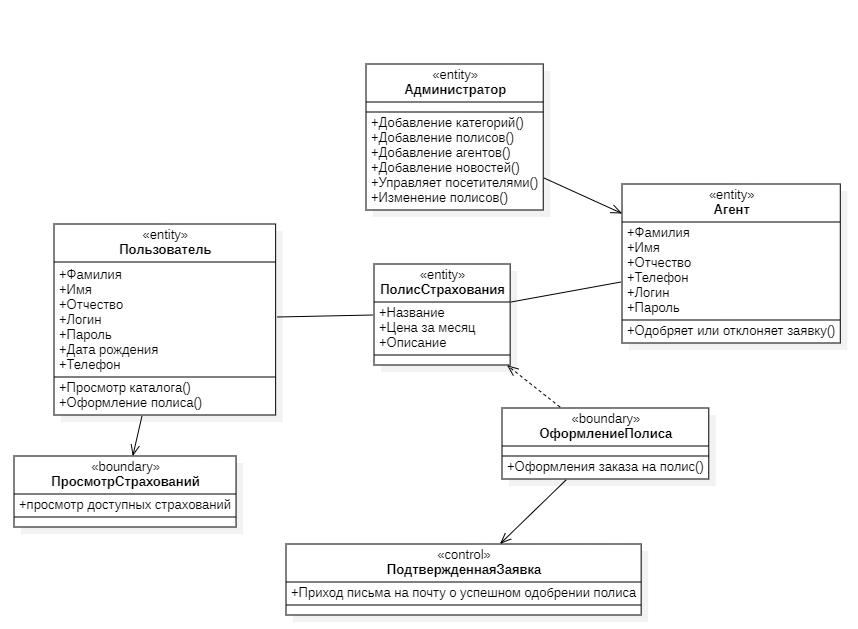 «entity»
Администратор
+Добавление категорий()
+Добавление полисов()
+Добавление агентов()
+Добавление новостей()
+Управляет посетителями()
+Изменение полисов()
«entity»
Агент
+Фамилия
+Имя
+Отчество
+Телефон
+Логин
+Пароль
+Одобряет или отклоняет заявку()
«entity»
Пользователь
+Фамилия
+Имя
+Отчество
+Логин
+Пароль
+Дата рождения
+Телефон
+Просмотр каталога()
+Оформление полиса()
«entity»
ПолисСтрахования
+Название
+Цена за месяц
+Описание
«boundary»
ОформлениеПолиса
+Оформления заказа на полис()
«boundary»
ПросмотрСтрахований
+просмотр доступных страхований
«control»
ПодтвержденнаяЗаявка
+Приход письма на почту о успешном одобрении полиса